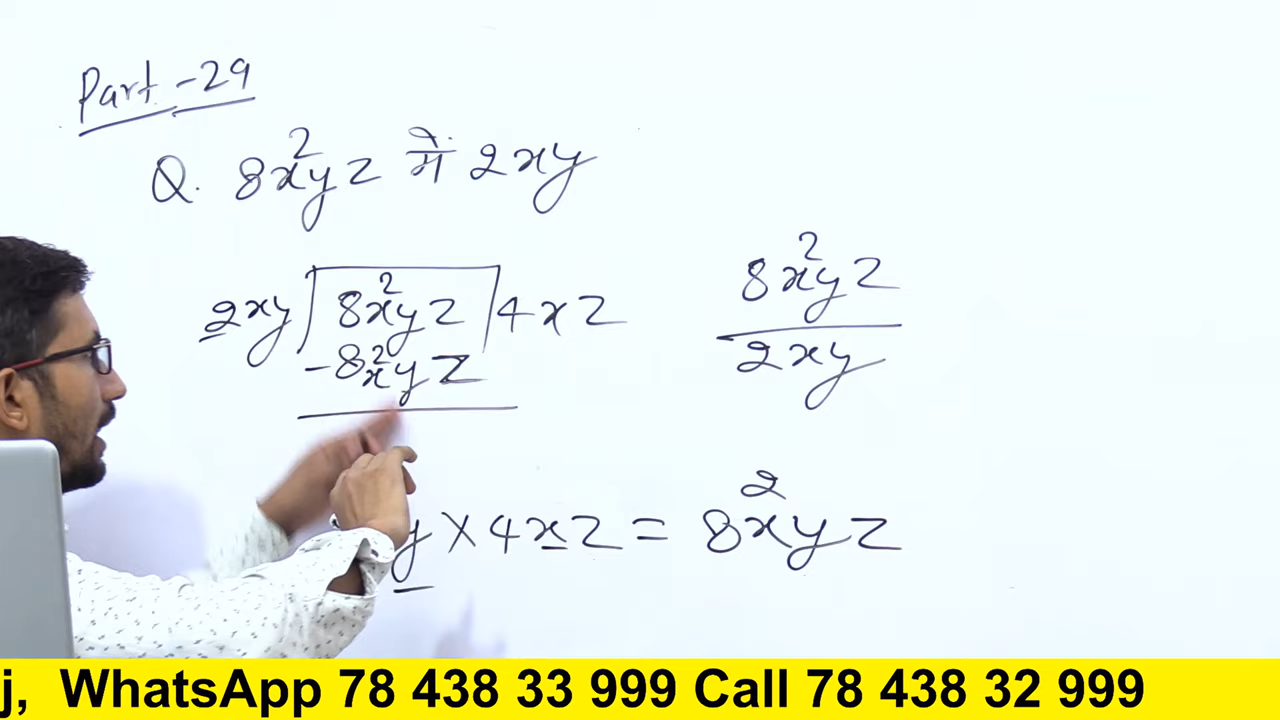 Part-29
Q. 8x²yz में 2xy
2xy) 8x²yz (4xz
-8x²yz
8x²yz
2xy
y × 4xz = 8x²yz
j, WhatsApp 78 438 33 999 Call 78 438 32 999